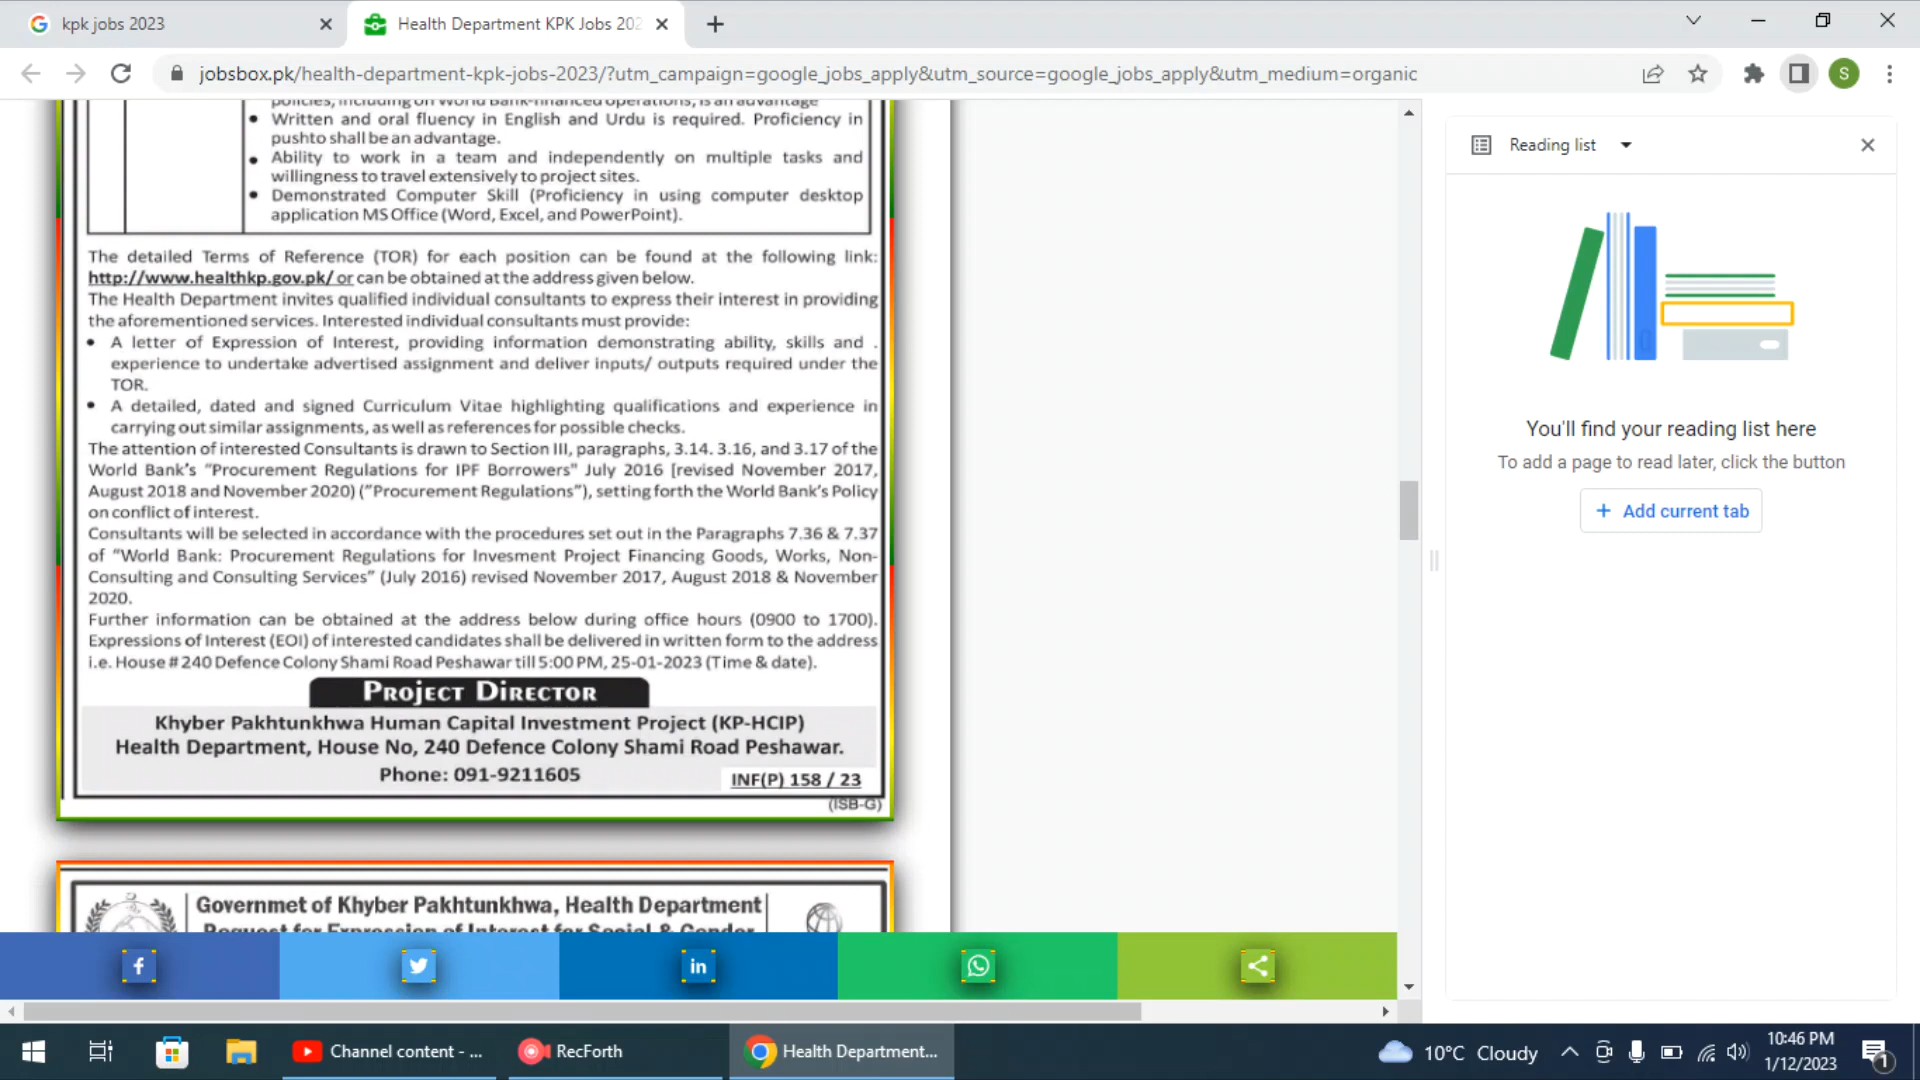 kpk jobs 2023
Health Department KPK Jobs 202
jobsbox.pk/health-department-kpk-jobs-2023/?utm_campaign=google_jobs_apply&utm_source=google_jobs_apply&utm_medium=organic
S
policies, including on World Bank-financed operations, is an advantage
• Written and oral fluency in English and Urdu is required. Proficiency in
pushto shall be an advantage.
• Ability to work in a team and independently on multiple tasks and
willingness to travel extensively to project sites.
• Demonstrated Computer Skill (Proficiency in using computer desktop
application MS Office (Word, Excel, and PowerPoint).
The detailed Terms of Reference (TOR) for each position can be found at the following link:
http://www.healthkp.gov.pk/ or can be obtained at the address given below.
The Health Department invites qualified individual consultants to express their interest in providing
the aforementioned services. Interested individual consultants must provide:
• A letter of Expression of Interest, providing information demonstrating ability, skills and .
experience to undertake advertised assignment and deliver inputs/ outputs required under the
TOR.
• A detailed, dated and signed Curriculum Vitae highlighting qualifications and experience in
carrying out similar assignments, as well as references for possible checks.
The attention of interested Consultants is drawn to Section III, paragraphs, 3.14. 3.16, and 3.17 of the
World Bank's "Procurement Regulations for IPF Borrowers" July 2016 [revised November 2017,
August 2018 and November 2020) ("Procurement Regulations"), setting forth the World Bank's Policy
on conflict of interest.
Consultants will be selected in accordance with the procedures set out in the Paragraphs 7.36 & 7.37
of "World Bank: Procurement Regulations for Invesment Project Financing Goods, Works, Non-
Consulting and Consulting Services" (July 2016) revised November 2017, August 2018 & November
2020.
Further information can be obtained at the address below during office hours (0900 to 1700).
Expressions of Interest (EOI) of interested candidates shall be delivered in written form to the address
i.e. House # 240 Defence Colony Shami Road Peshawar till 5:00 PM, 25-01-2023 (Time & date).
PROJECT DIRECTOR
Khyber Pakhtunkhwa Human Capital Investment Project (KP-HCIP)
Health Department, House No, 240 Defence Colony Shami Road Peshawar.
Phone: 091-9211605
INF(P) 158 / 23
(ISB-G)
Governmet of Khyber Pakhtunkhwa, Health Department
Request for Expression of Interest for Social & Gender
Reading list
You'll find your reading list here
To add a page to read later, click the button
+ Add current tab
Channel content - ...
RecForth
Health Department...
10°C Cloudy
10:46 PM
1/12/2023
1